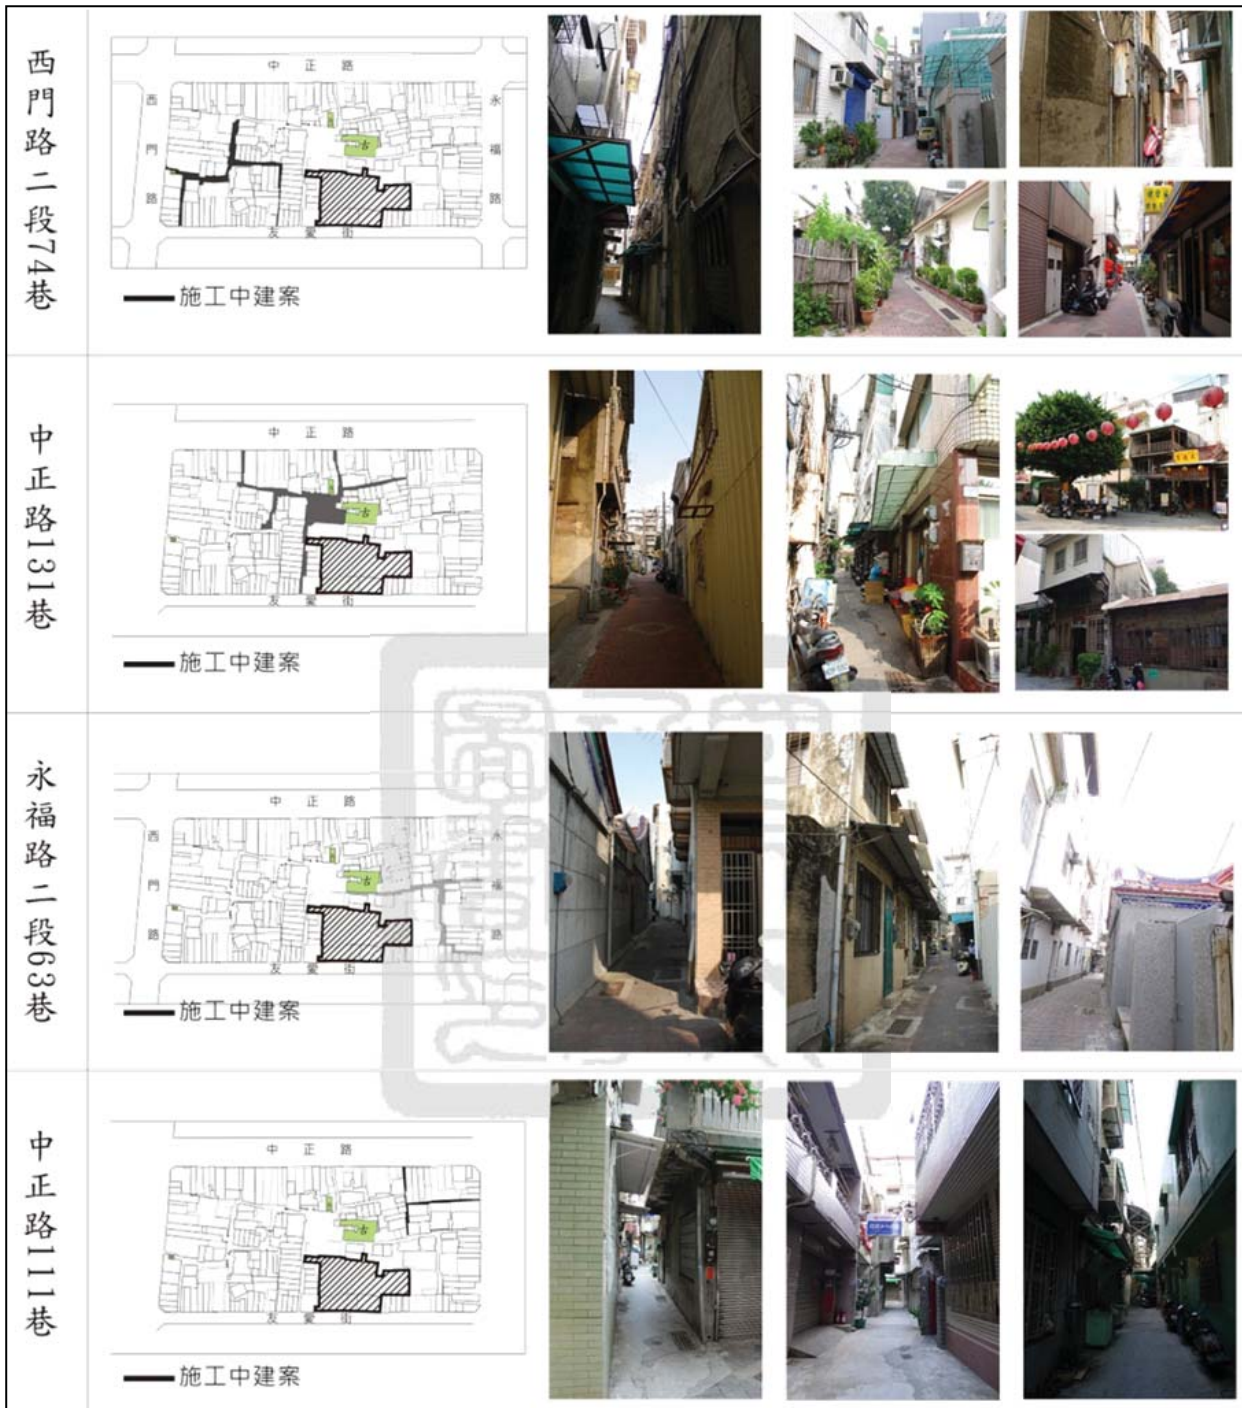 西門路二段74巷
中正路
西門路
永福路
古
友愛街
施工中建案
中正路131巷
中正路
古
友愛街
施工中建案
永福路二段63巷
中正路
西門路
永福路
古
友愛街
施工中建案
中正路111巷
中正路
古
友愛街
施工中建案